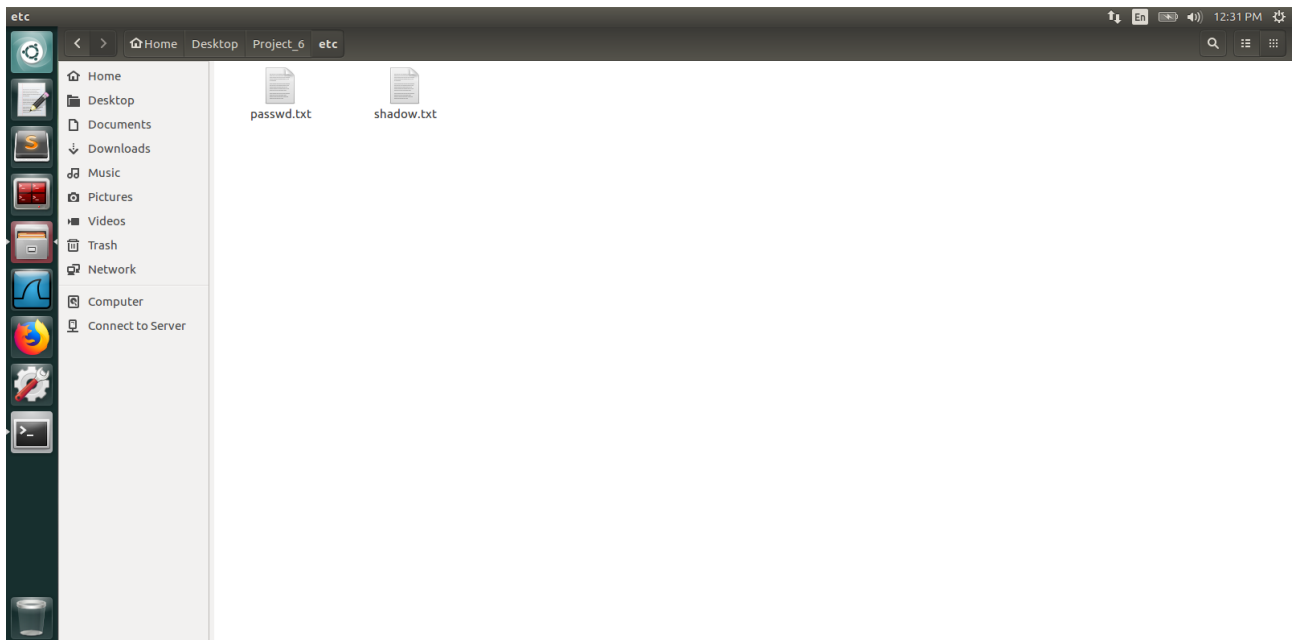 etc
En
12:31 PM
Home Desktop Project_6 etc
Home
Desktop
Documents
Downloads
Music
Pictures
Videos
Trash
Network
Computer
Connect to Server
passwd.txt shadow.txt